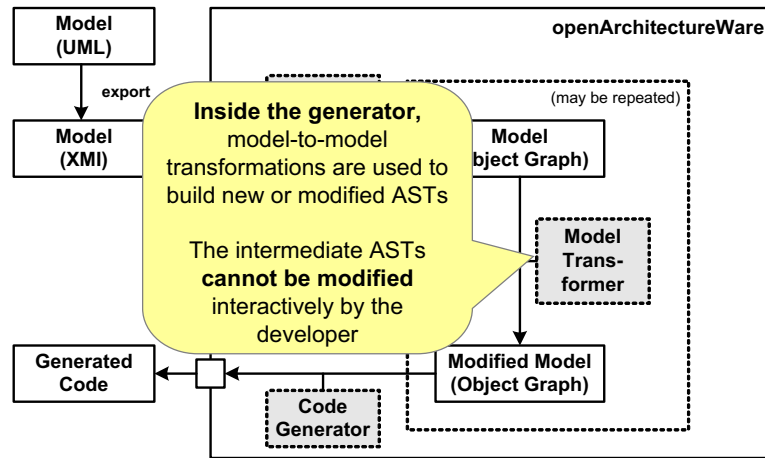 Model
(UML)
openArchitectureWare
export
(may be repeated)
Model
(XMI)
Inside the generator,
model-to-model
transformations are used to
build new or modified ASTs
The intermediate ASTs
cannot be modified
interactively by the
developer
Model
bject Graph)
Model
Trans-
former
Generated
Code
Modified Model
(Object Graph)
Code
Generator